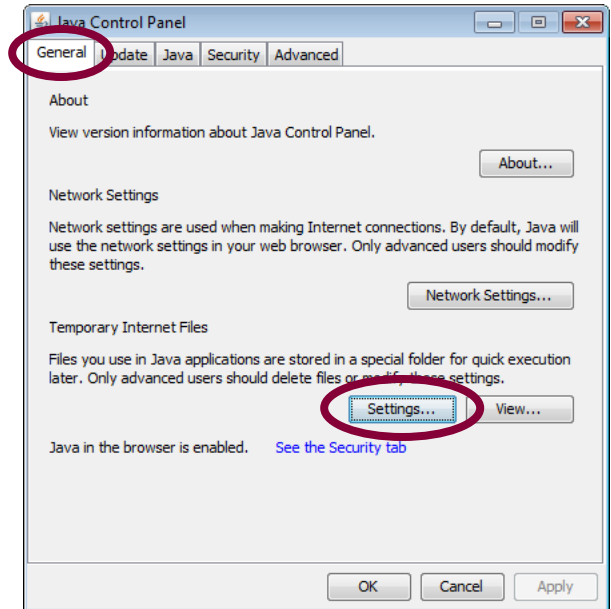 Java Control Panel
General Update Java Security Advanced
About
View version information about Java Control Panel.
About...
Network Settings
Network settings are used when making Internet connections. By default, Java will
use the network settings in your web browser. Only advanced users should modify
these settings.
Network Settings...
Temporary Internet Files
Files you use in Java applications are stored in a special folder for quick execution
later. Only advanced users should delete files or modify these settings.
Settings... View...
Java in the browser is enabled. See the Security tab
OK Cancel Apply